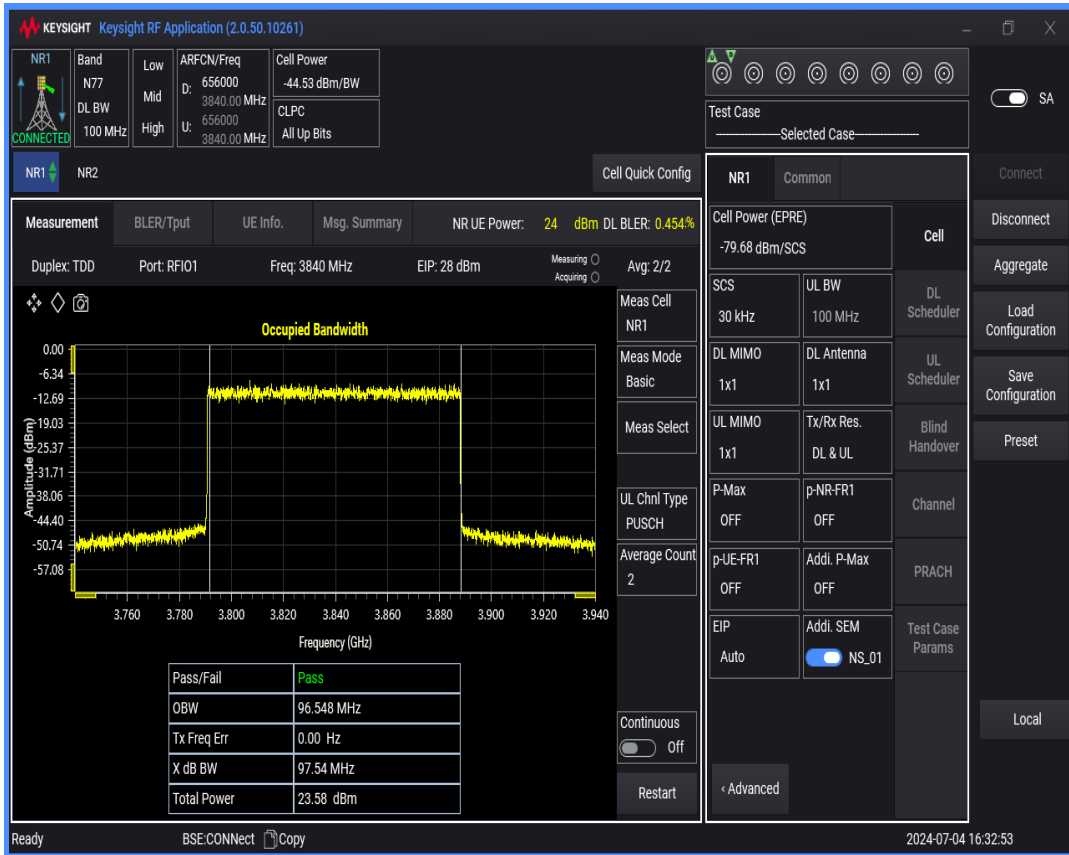 KEYSIGHT Keysight RF Application (2.0.50.10261)
NR1
CONNECTED
Band
N77
DL BW
100 MHz
Low
Mid
High
ARFCN/Freq
D: 656000
3840.00 MHz
U: 656000
3840.00 MHz
Cell Power
-44.53 dBm/BW
CLPC
All Up Bits
Test Case
--------------------Selected Case--------------------
SA
NR1 NR2 Cell Quick Config
Measurement BLER/Tput UE Info. Msg. Summary NR UE Power: 24 dBm DL BLER: 0.454%
Duplex: TDD Port: RFIO1 Freq: 3840 MHz EIP: 28 dBm Measuring Acquiring Avg: 2/2
Occupied Bandwidth
Amplitude (dBm)
0.00
-6.34
-12.69
-19.03
-25.37
-31.71
-38.06
-44.40
-50.74
-57.08
3.760 3.780 3.800 3.820 3.840 3.860 3.880 3.900 3.920 3.940
Frequency (GHz)
Pass/Fail Pass
OBW 96.548 MHz
Tx Freq Err 0.00 Hz
X dB BW 97.54 MHz
Total Power 23.58 dBm
Meas Cell
NR1
Meas Mode
Basic
Meas Select
UL Chnl Type
PUSCH
Average Count
2
Continuous
Off
Restart
NR1 Common
Cell Power (EPRE)
-79.68 dBm/SCS
SCS
30 kHz
UL BW
100 MHz
DL MIMO
1x1
DL Antenna
1x1
UL MIMO
1x1
Tx/Rx Res.
DL & UL
P-Max
OFF
p-NR-FR1
OFF
p-UE-FR1
OFF
Addi. P-Max
OFF
EIP
Auto
Addi. SEM
NS_01
‹ Advanced
Cell
DL
Scheduler
UL
Scheduler
Blind
Handover
Channel
PRACH
Test Case
Params
Connect
Disconnect
Aggregate
Load
Configuration
Save
Configuration
Preset
Local
Ready BSE:CONNect Copy 2024-07-04 16:32:53